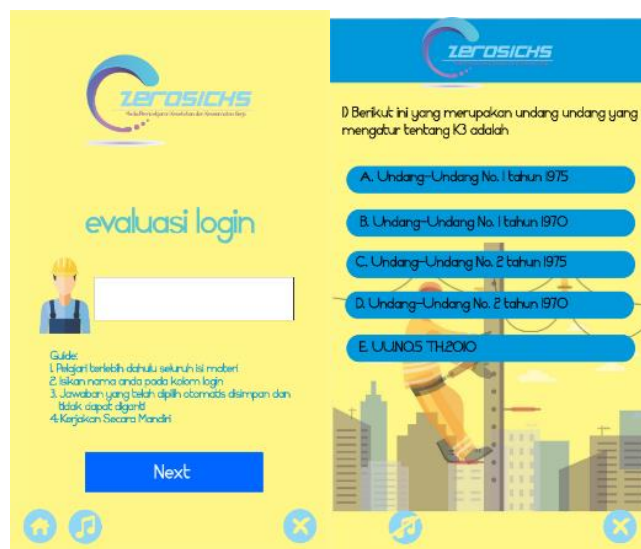 zerosichs
evaluasi login
Guide:
1. Pelajari terlebih dahulu seluruh isi materi
2. Isikan nama anda pada kolom login
3. Jawaban yang telah dipilih otomatis disimpan dan
tidak dapat diganti
4. Kerjakan Secara Mandiri
Next
zerosichs
1) Berikut ini yang merupakan undang undang yang
mengatur tentang K3 adalah
A. Undang-Undang No. 1 tahun 1975
B. Undang-Undang No. 1 tahun 1970
C. Undang-Undang No. 2 tahun 1975
D. Undang-Undang No. 2 tahun 1970
E. UU.NO.5 TH.2010